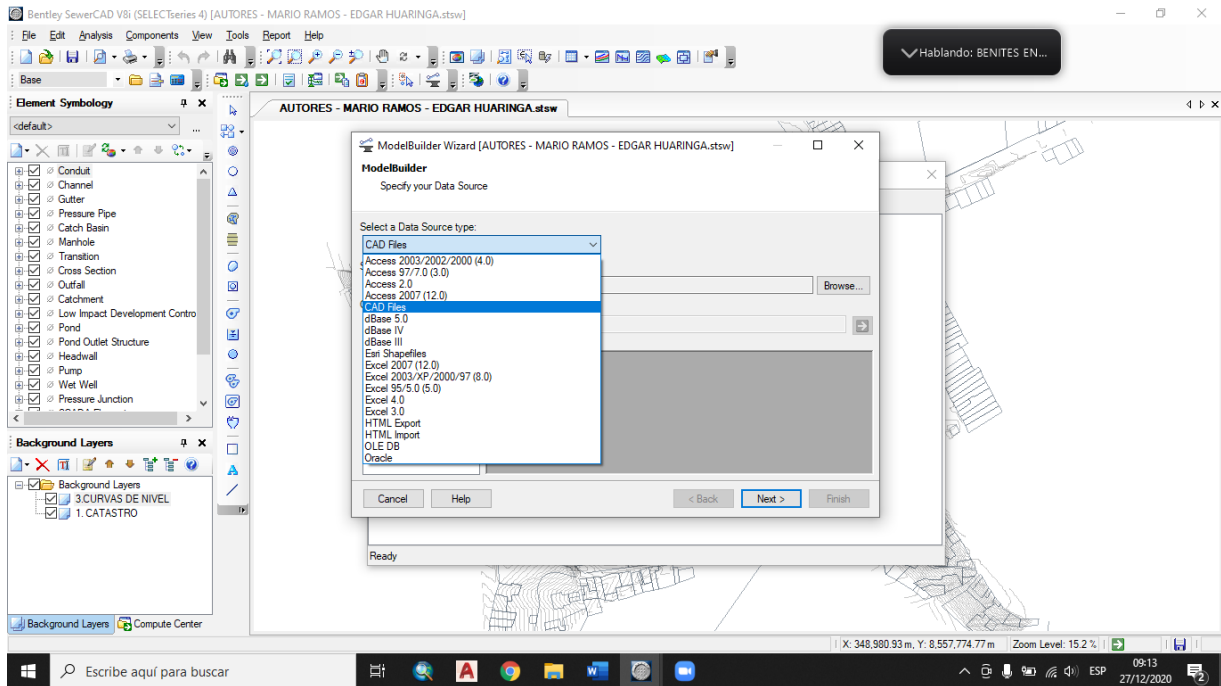 Bentley SewerCAD V8i (SELECTseries 4) [AUTORES - MARIO RAMOS - EDGAR HUARINGA.stsw]
File Edit Analysis Components View Tools Report Help
Hablando: BENITES EN...
Base
Element Symbology
<default>
...
Conduit
Channel
Gutter
Pressure Pipe
Catch Basin
Manhole
Transition
Cross Section
Outfall
Catchment
Low Impact Development Contro
Pond
Pond Outlet Structure
Headwall
Pump
Wet Well
Pressure Junction
Background Layers
Background Layers
3.CURVAS DE NIVEL
1. CATASTRO
Background Layers Compute Center
AUTORES - MARIO RAMOS - EDGAR HUARINGA.stsw
ModelBuilder Wizard [AUTORES - MARIO RAMOS - EDGAR HUARINGA.stsw]
ModelBuilder
Specify your Data Source
Select a Data Source type:
CAD Files
Access 2003/2002/2000 (4.0)
Access 97/7.0 (3.0)
Access 2.0
Access 2007 (12.0)
CAD Files
dBase 5.0
dBase IV
dBase III
Esri Shapefiles
Excel 2007 (12.0)
Excel 2003/XP/2000/97 (8.0)
Excel 95/5.0 (5.0)
Excel 4.0
Excel 3.0
HTML Export
HTML Import
OLE DB
Oracle
Browse...
Cancel Help < Back Next > Finish
Ready
X: 348,980.93 m, Y: 8,557,774.77 m Zoom Level: 15.2 %
Escribe aquí para buscar
ESP
09:13
27/12/2020
2